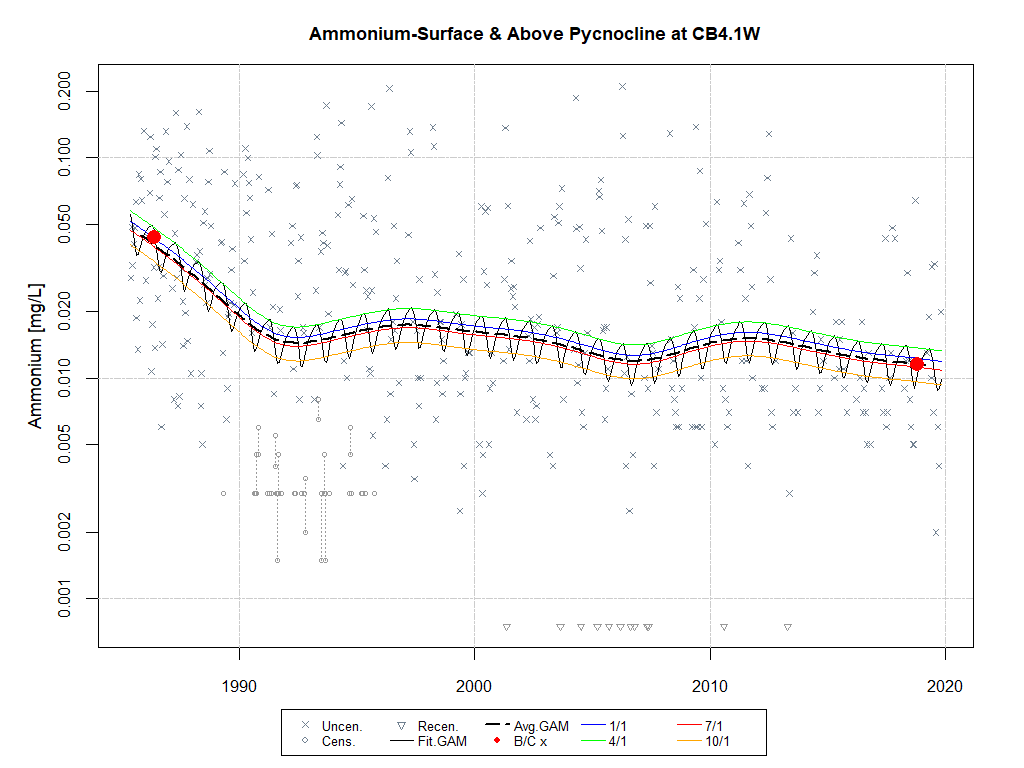 Ammonium-Surface & Above Pycnocline at CB4.1W
Ammonium [mg/L]
0.200
0.100
0.050
0.020
0.010
0.005
0.002
0.001
1990 2000 2010 2020
Uncen. Recen. Avg.GAM 1/1 7/1
Cens. Fit.GAM B/C x 4/1 10/1